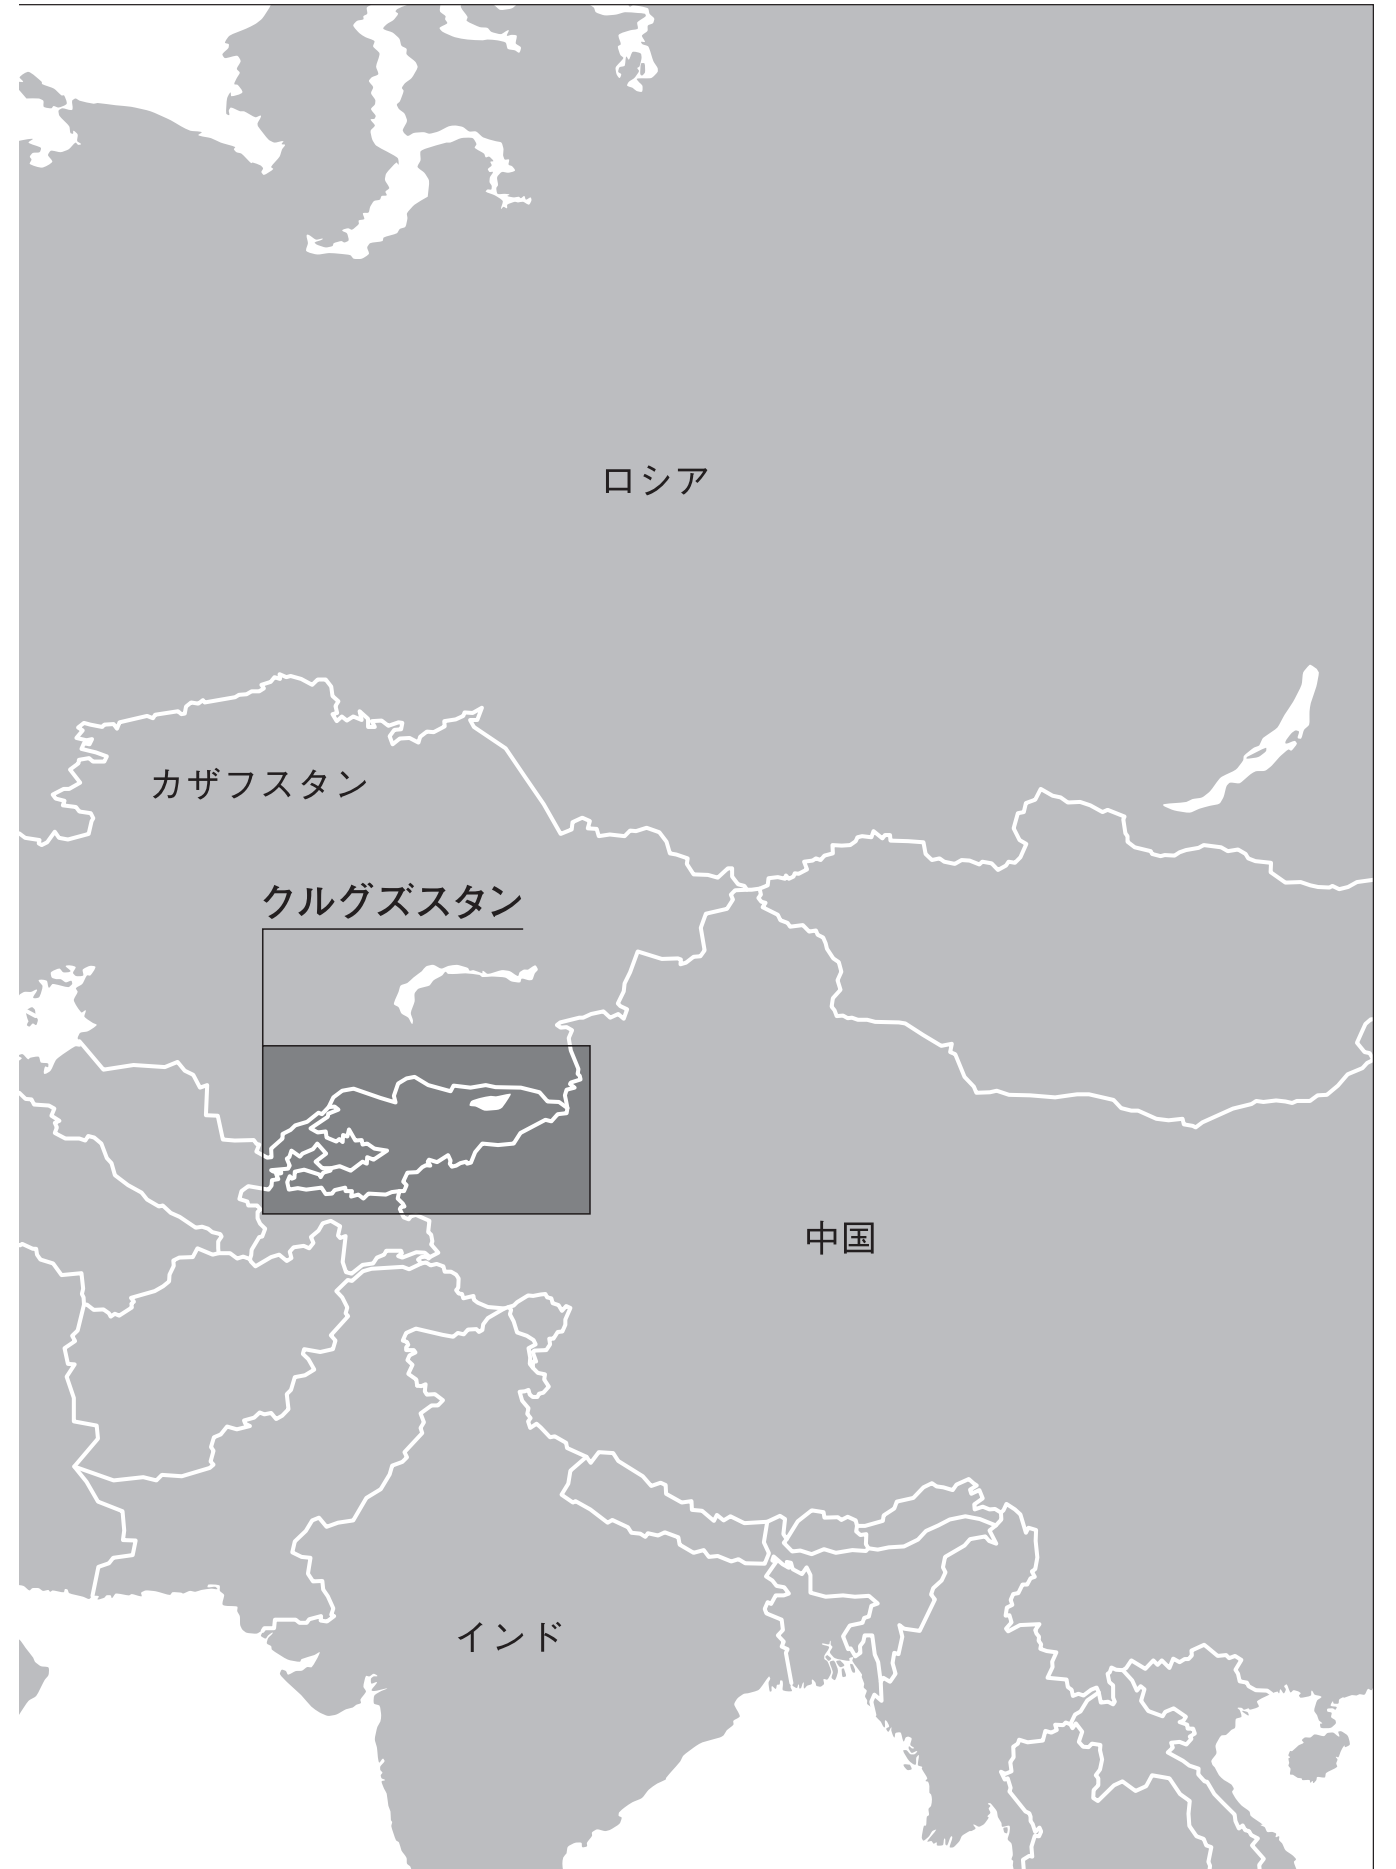 ロシア
カザフスタン
クルグズスタン
中国
インド